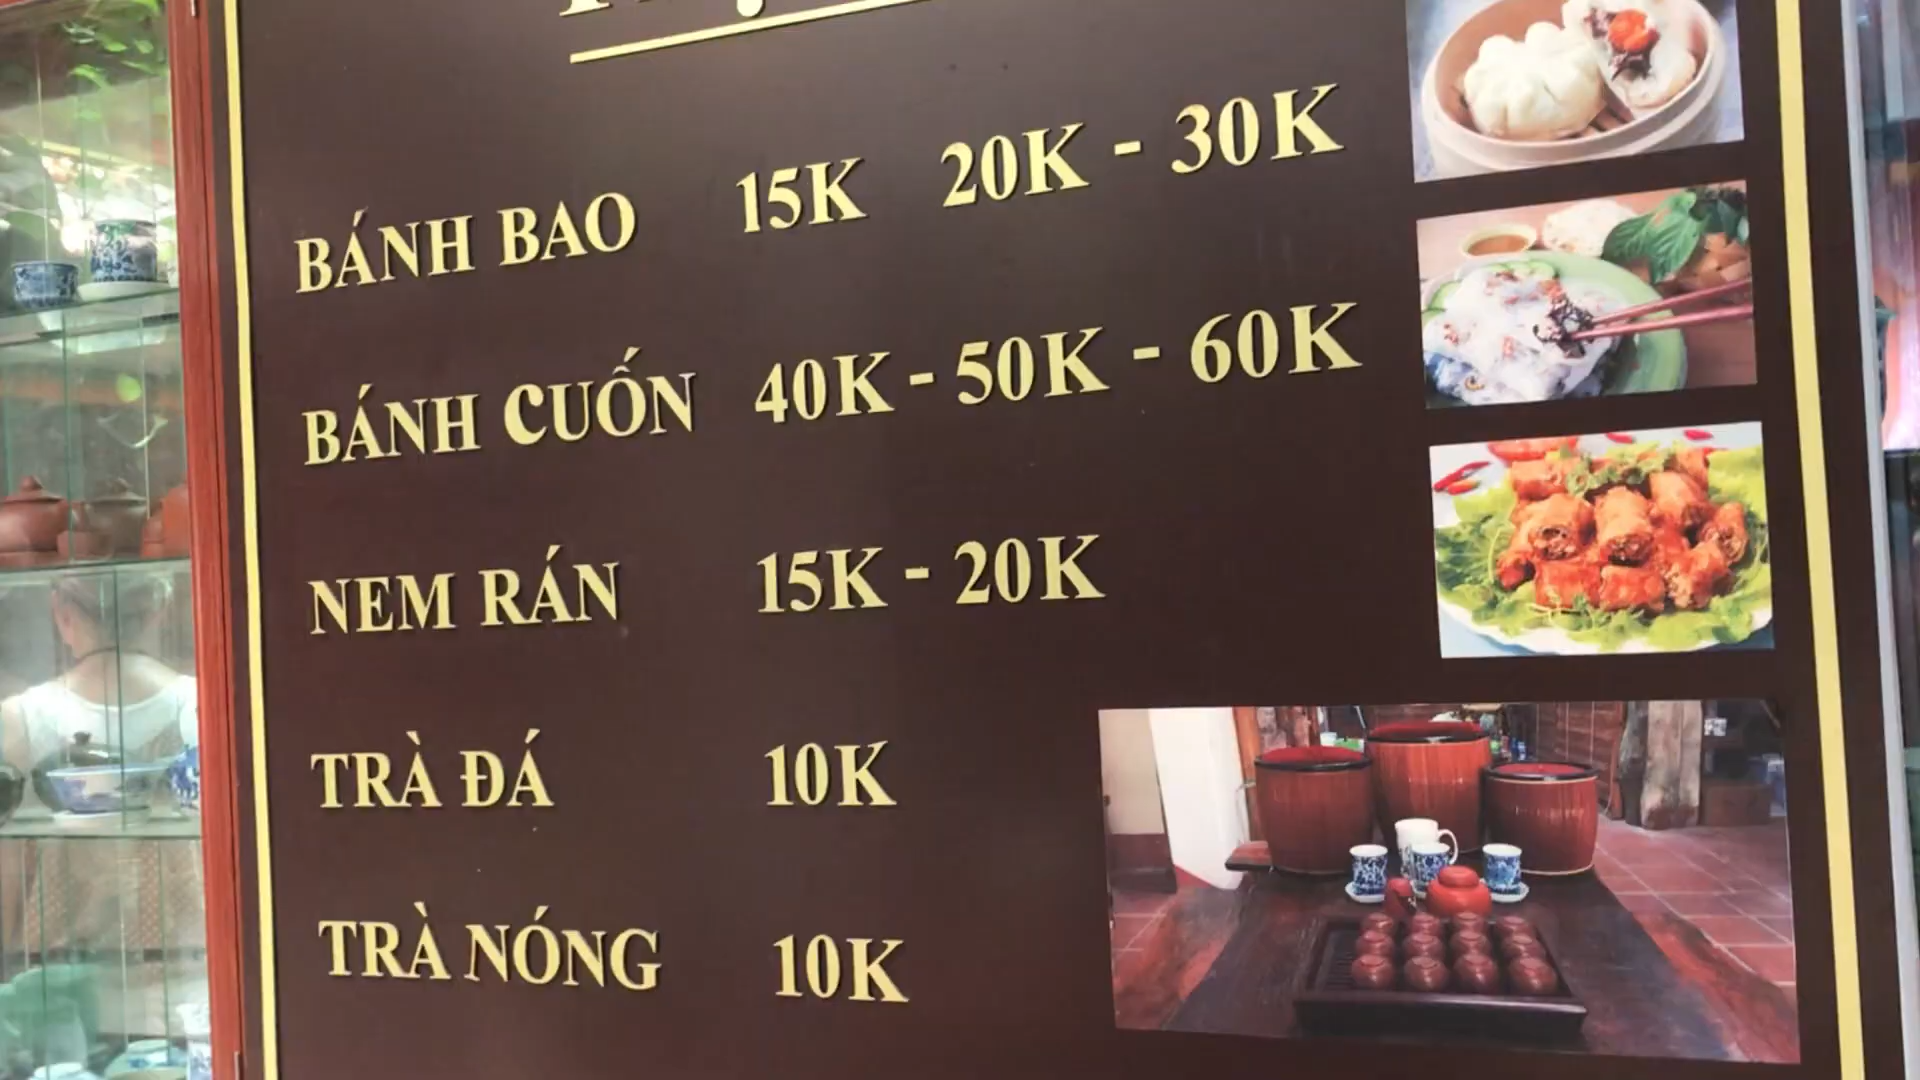 BÁNH BAO 15K 20K - 30K
BÁNH CUỐN 40K - 50K - 60K
NEM RÁN 15K - 20K
TRÀ ĐÁ 10K
TRÀ NÓNG 10K